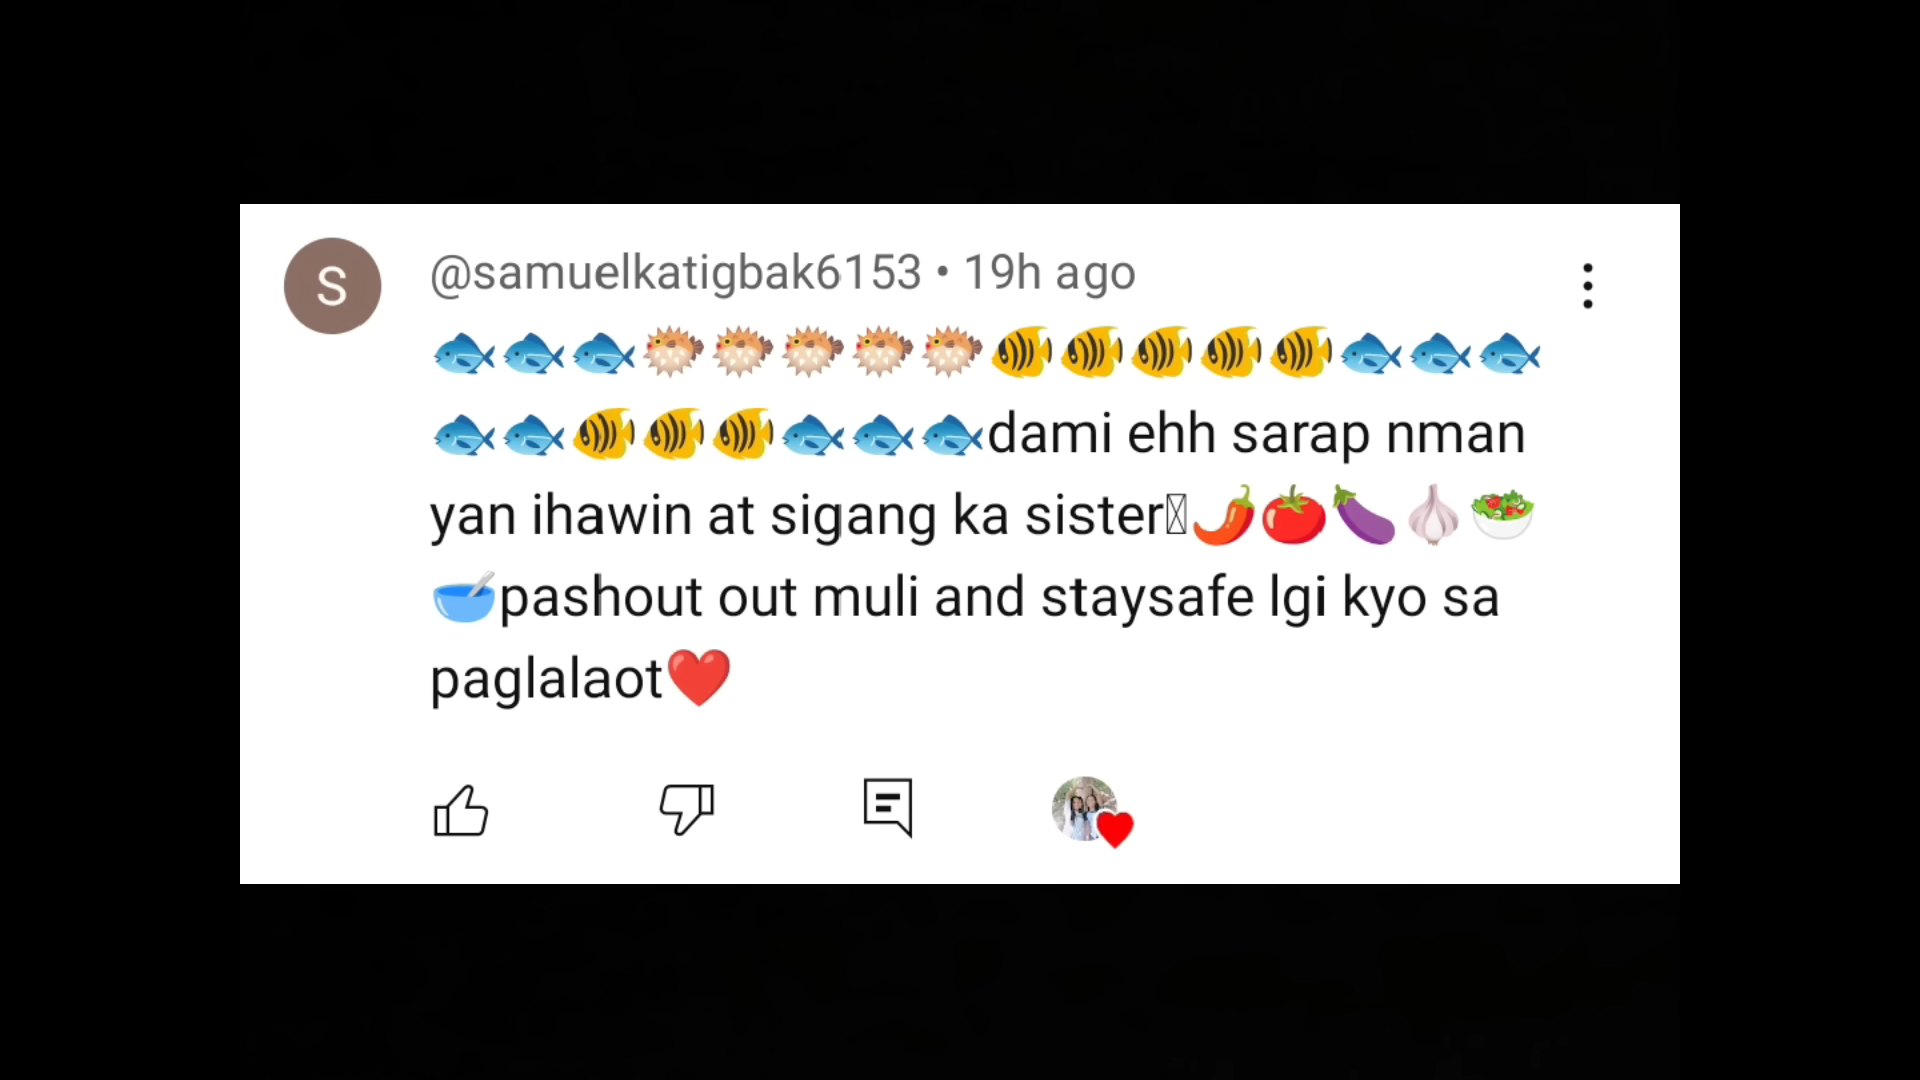 S
@samuelkatigbak6153 • 19h ago
🐟🐟🐟🐡🐡🐡🐡🐡🐠🐠🐠🐠🐠🐟🐟🐟
🐟🐟🐠🐠🐠🐟🐟🐟dami ehh sarap nman
yan ihawin at sigang ka sister🌶🍅🍆🧄🥗
🥣pashout out muli and staysafe lgi kyo sa
paglalaot❤️